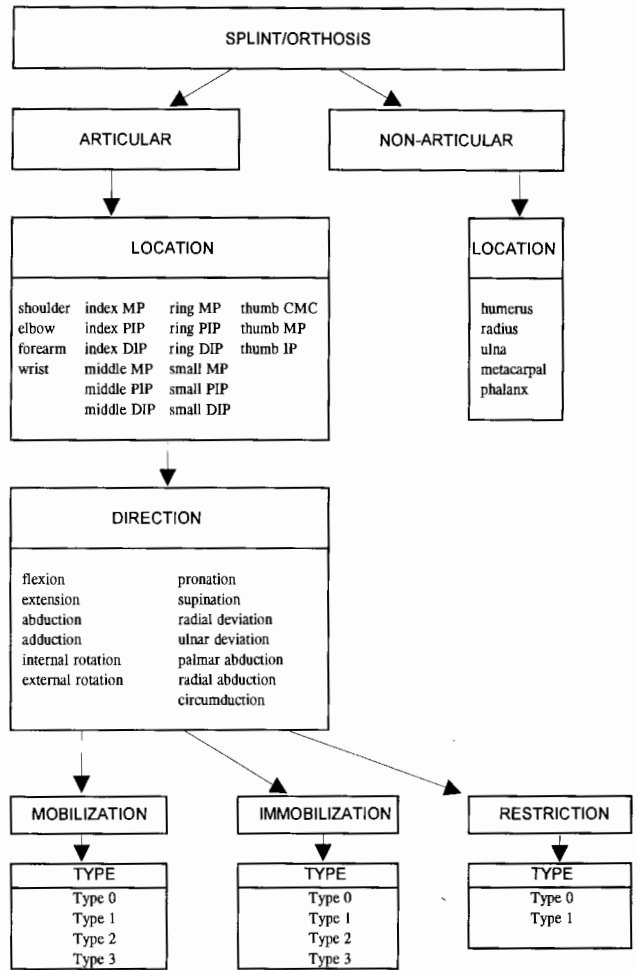 SPLINT/ORTHOSIS
ARTICULAR
NON-ARTICULAR
LOCATION
shoulder index MP ring MP thumb CMC
elbow index PIP ring PIP thumb MP
forearm index DIP ring DIP thumb IP
wrist middle MP small MP
middle PIP small PIP
middle DIP small DIP
LOCATION
humerus
radius
ulna
metacarpal
phalanx
DIRECTION
flexion pronation
extension supination
abduction radial deviation
adduction ulnar deviation
internal rotation palmar abduction
external rotation radial abduction
circumduction
MOBILIZATION
IMMOBILIZATION
RESTRICTION
TYPE
Type 0
Type 1
Type 2
Type 3
TYPE
Type 0
Type 1
Type 2
Type 3
TYPE
Type 0
Type 1